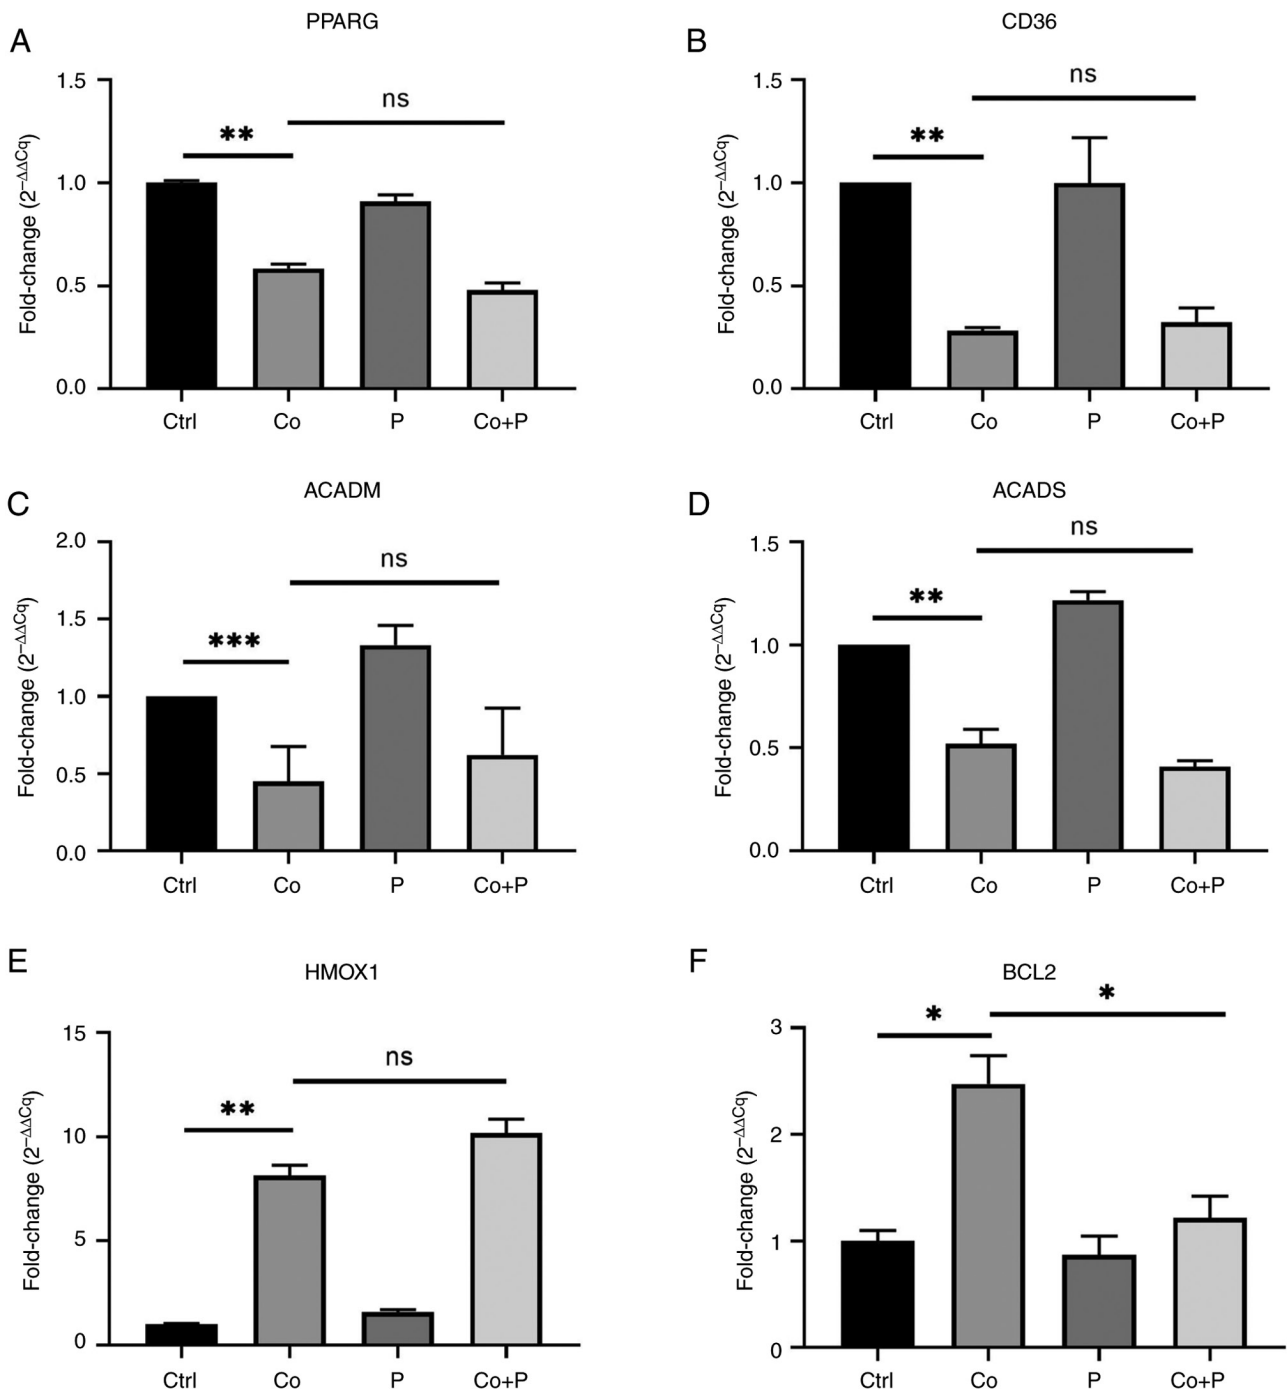 A
PPARG
Fold-change (2−ΔΔCq)
1.5
1.0
0.5
0.0
**
ns
Ctrl Co P Co+P
B
CD36
Fold-change (2−ΔΔCq)
1.5
1.0
0.5
0.0
**
ns
Ctrl Co P Co+P
C
ACADM
Fold-change (2−ΔΔCq)
2.0
1.5
1.0
0.5
0.0
***
ns
Ctrl Co P Co+P
D
ACADS
Fold-change (2−ΔΔCq)
1.5
1.0
0.5
0.0
**
ns
Ctrl Co P Co+P
E
HMOX1
Fold-change (2−ΔΔCq)
15
10
5
0
**
ns
Ctrl Co P Co+P
F
BCL2
Fold-change (2−ΔΔCq)
3
2
1
0
*
*
Ctrl Co P Co+P